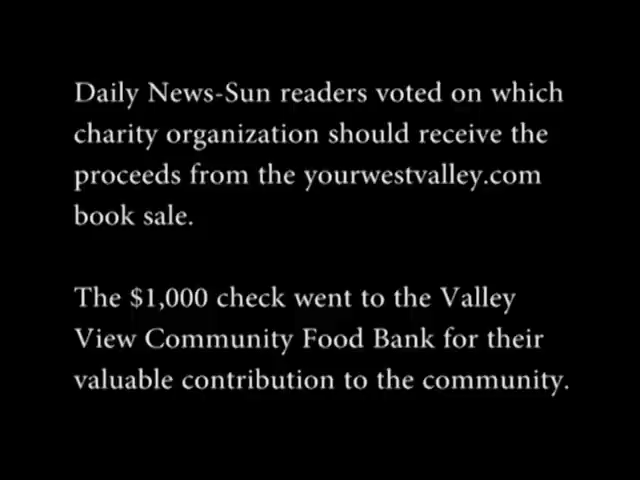 Daily News-Sun readers voted on which
charity organization should receive the
proceeds from the yourwestvalley.com
book sale.
The $1,000 check went to the Valley
View Community Food Bank for their
valuable contribution to the community.